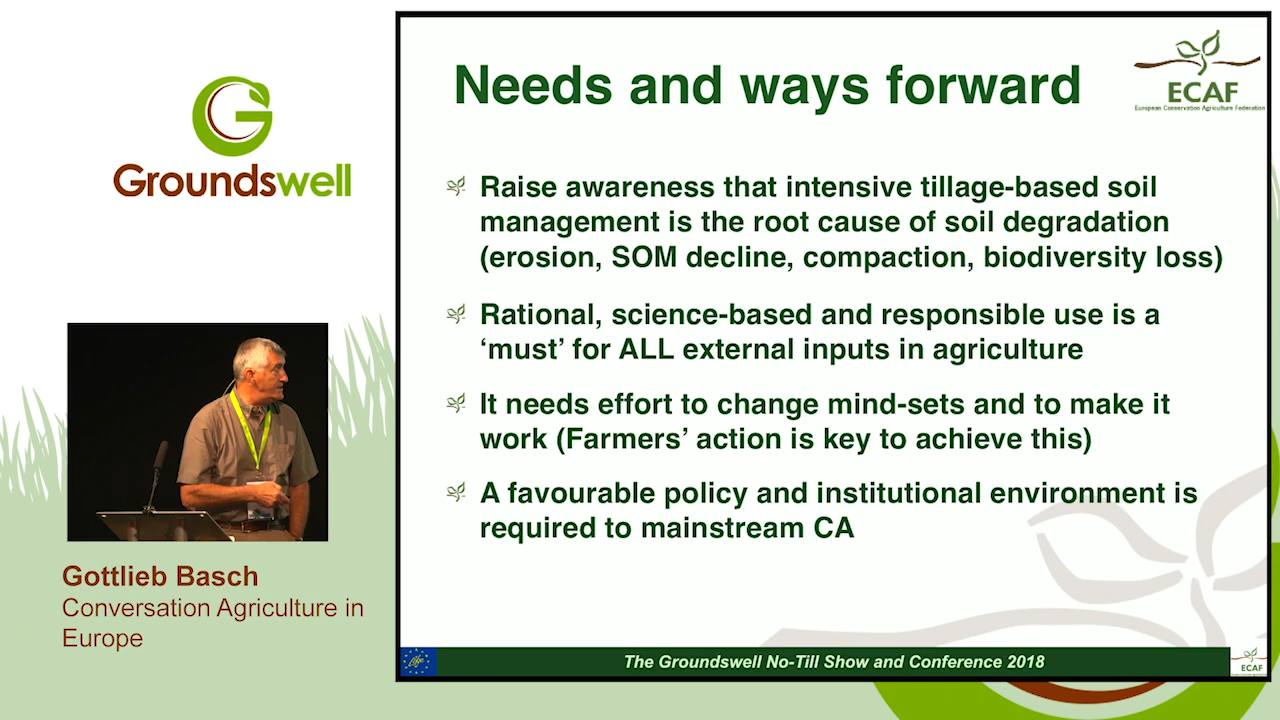 Groundswell
Gottlieb Basch
Conversation Agriculture in
Europe
Needs and ways forward
ECAF
European Conservation Agriculture Federation
Raise awareness that intensive tillage-based soil
management is the root cause of soil degradation
(erosion, SOM decline, compaction, biodiversity loss)
Rational, science-based and responsible use is a
‘must’ for ALL external inputs in agriculture
It needs effort to change mind-sets and to make it
work (Farmers’ action is key to achieve this)
A favourable policy and institutional environment is
required to mainstream CA
life
The Groundswell No-Till Show and Conference 2018
ECAF